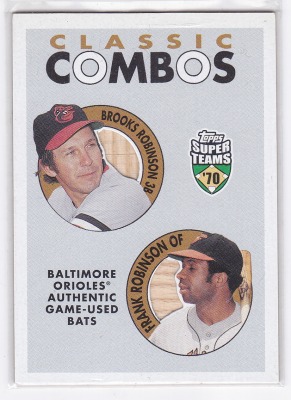 CLASSIC
COMBOS
BROOKS ROBINSON 3B
TOPPS
SUPER
TEAMS
'70
FRANK ROBINSON OF
BALTIMORE
ORIOLES®
AUTHENTIC
GAME-USED
BATS